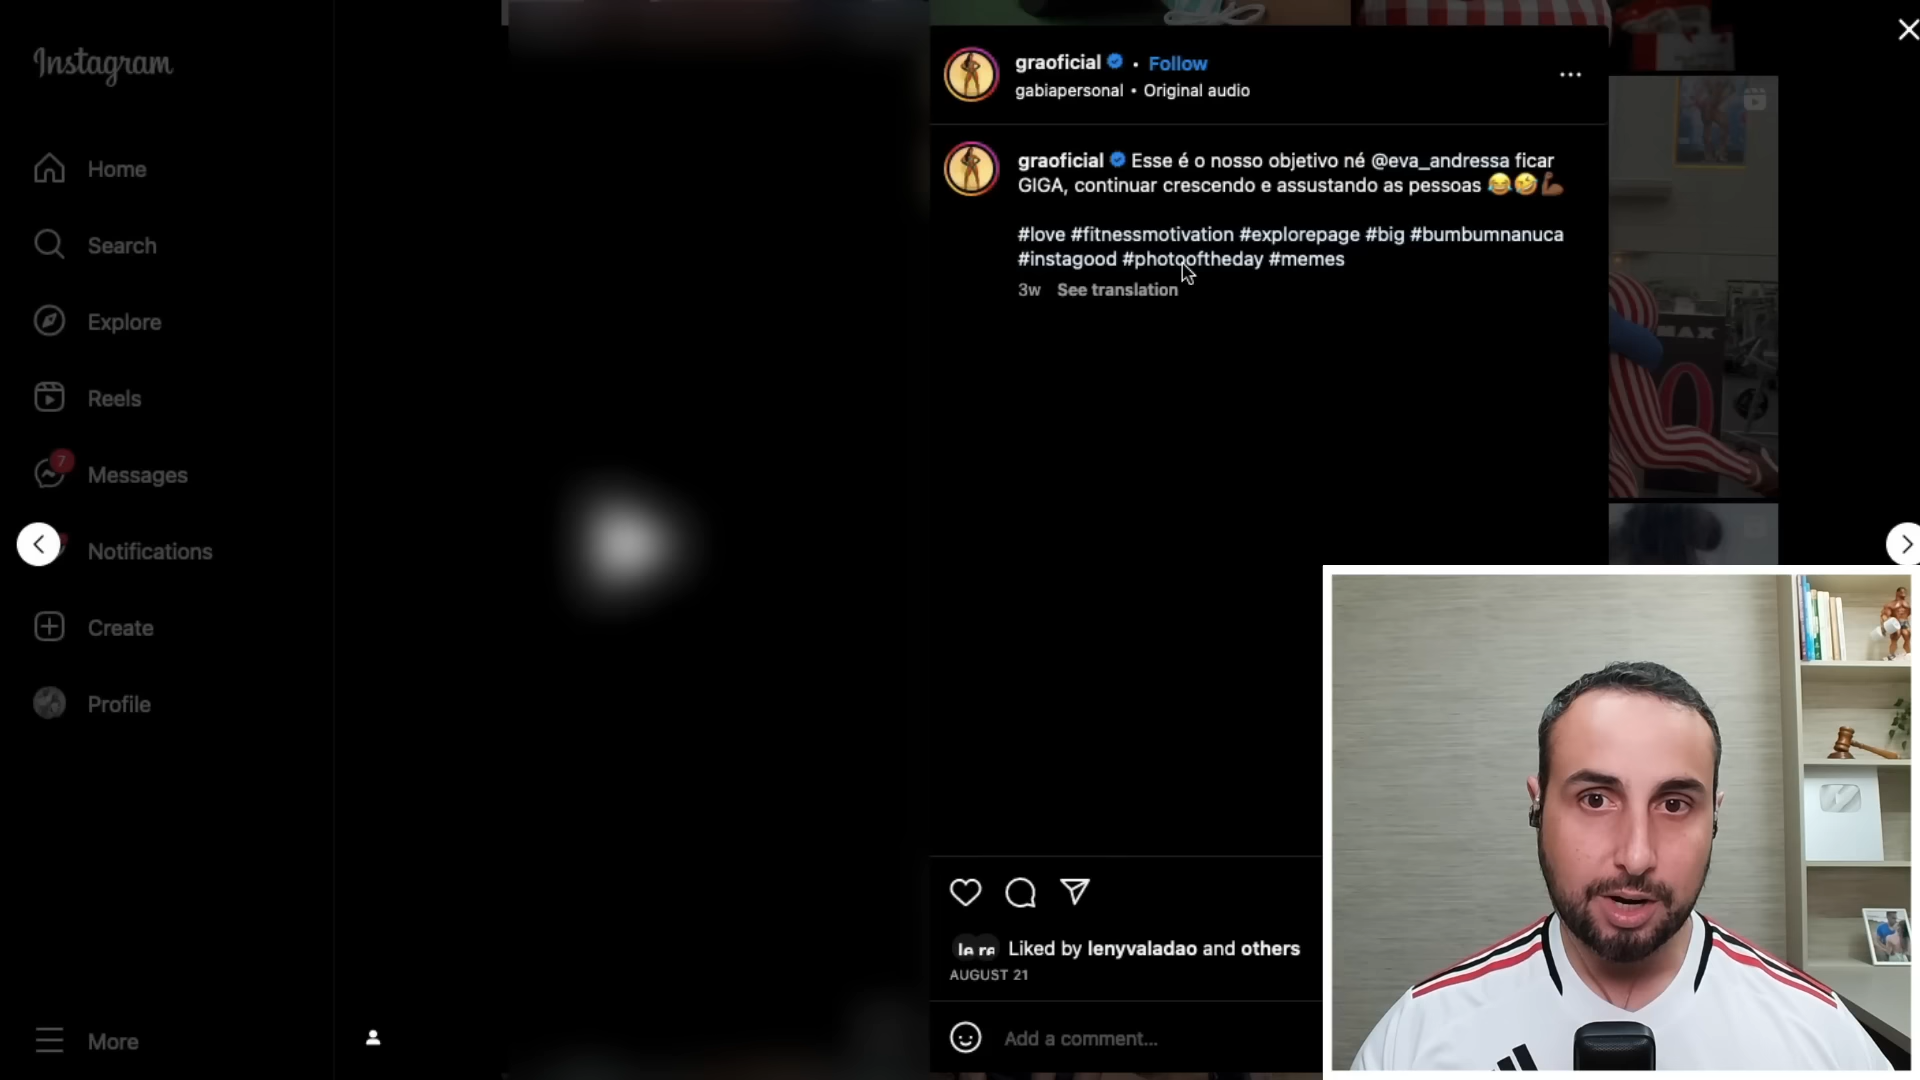 Instagram
Home
Search
Explore
Reels
7
Messages
Notifications
Create
Profile
More
graoficial • Follow
gabiapersonal • Original audio
graoficial Esse é o nosso objetivo né @eva_andressa ficar
GIGA, continuar crescendo e assustando as pessoas 😂🤣💪🏾
#love #fitnessmotivation #explorepage #big #bumbumnanuca
#instagood #photooftheday #memes
3w See translation
Liked by lenyvaladao and others
AUGUST 21
Add a comment...
MAX